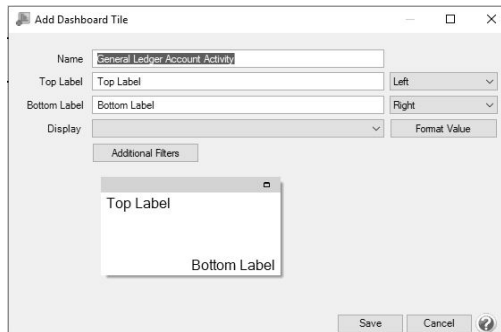 Add Dashboard Tile
Name General Ledger Account Activity
Top Label Top Label Left
Bottom Label Bottom Label Right
Display Format Value
Additional Filters
Top Label
Bottom Label
Save Cancel ?